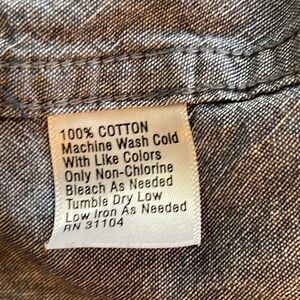 100% COTTON
Machine Wash Cold
With Like Colors
Only Non-Chlorine
Bleach As Needed
Tumble Dry Low
Low Iron As Needed
RN 31104